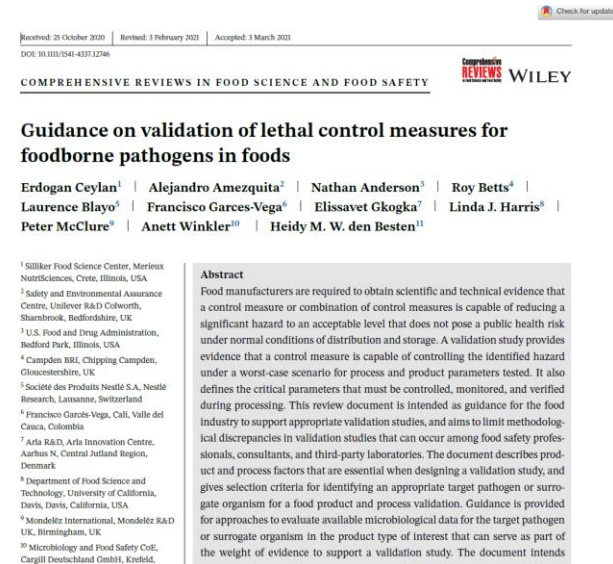 Check for update
Received: 25 October 2020 | Revised: 3 February 2021 | Accepted: 3 March 2021
DOI: 10.1111/1541-4337.12746
COMPREHENSIVE REVIEWS IN FOOD SCIENCE AND FOOD SAFETY
Comprehensive
REVIEWS
WILEY
Guidance on validation of lethal control measures for
foodborne pathogens in foods
Erdogan Ceylan1 | Alejandro Amezquita2 | Nathan Anderson3 | Roy Betts4 |
Laurence Blayo5 | Francisco Garces-Vega6 | Elissavet Gkogka7 | Linda J. Harris8 |
Peter McClure9 | Anett Winkler10 | Heidy M. W. den Besten11
1 Silliker Food Science Center, Merieux
NutriSciences, Crete, Illinois, USA
2 Safety and Environmental Assurance
Centre, Unilever R&D Colworth,
Sharnbrook, Bedfordshire, UK
3 U.S. Food and Drug Administration,
Bedford Park, Illinois, USA
4 Campden BRI, Chipping Campden,
Gloucestershire, UK
5 Société des Produits Nestlé S.A, Nestlé
Research, Lausanne, Switzerland
6 Francisco Garcés-Vega, Cali, Valle del
Cauca, Colombia
7 Arla R&D, Arla Innovation Centre,
Aarhus N, Central Jutland Region,
Denmark
8 Department of Food Science and
Technology, University of California,
Davis, Davis, California, USA
9 Mondelēz International, Mondelēz R&D
UK, Birmingham, UK
10 Microbiology and Food Safety CoE,
Cargill Deutschland GmbH, Krefeld,
Abstract
Food manufacturers are required to obtain scientific and technical evidence that
a control measure or combination of control measures is capable of reducing a
significant hazard to an acceptable level that does not pose a public health risk
under normal conditions of distribution and storage. A validation study provides
evidence that a control measure is capable of controlling the identified hazard
under a worst-case scenario for process and product parameters tested. It also
defines the critical parameters that must be controlled, monitored, and verified
during processing. This review document is intended as guidance for the food
industry to support appropriate validation studies, and aims to limit methodolog-
ical discrepancies in validation studies that can occur among food safety profes-
sionals, consultants, and third-party laboratories. The document describes prod-
uct and process factors that are essential when designing a validation study, and
gives selection criteria for identifying an appropriate target pathogen or surro-
gate organism for a food product and process validation. Guidance is provided
for approaches to evaluate available microbiological data for the target pathogen
or surrogate organism in the product type of interest that can serve as part of
the weight of evidence to support a validation study. The document intends